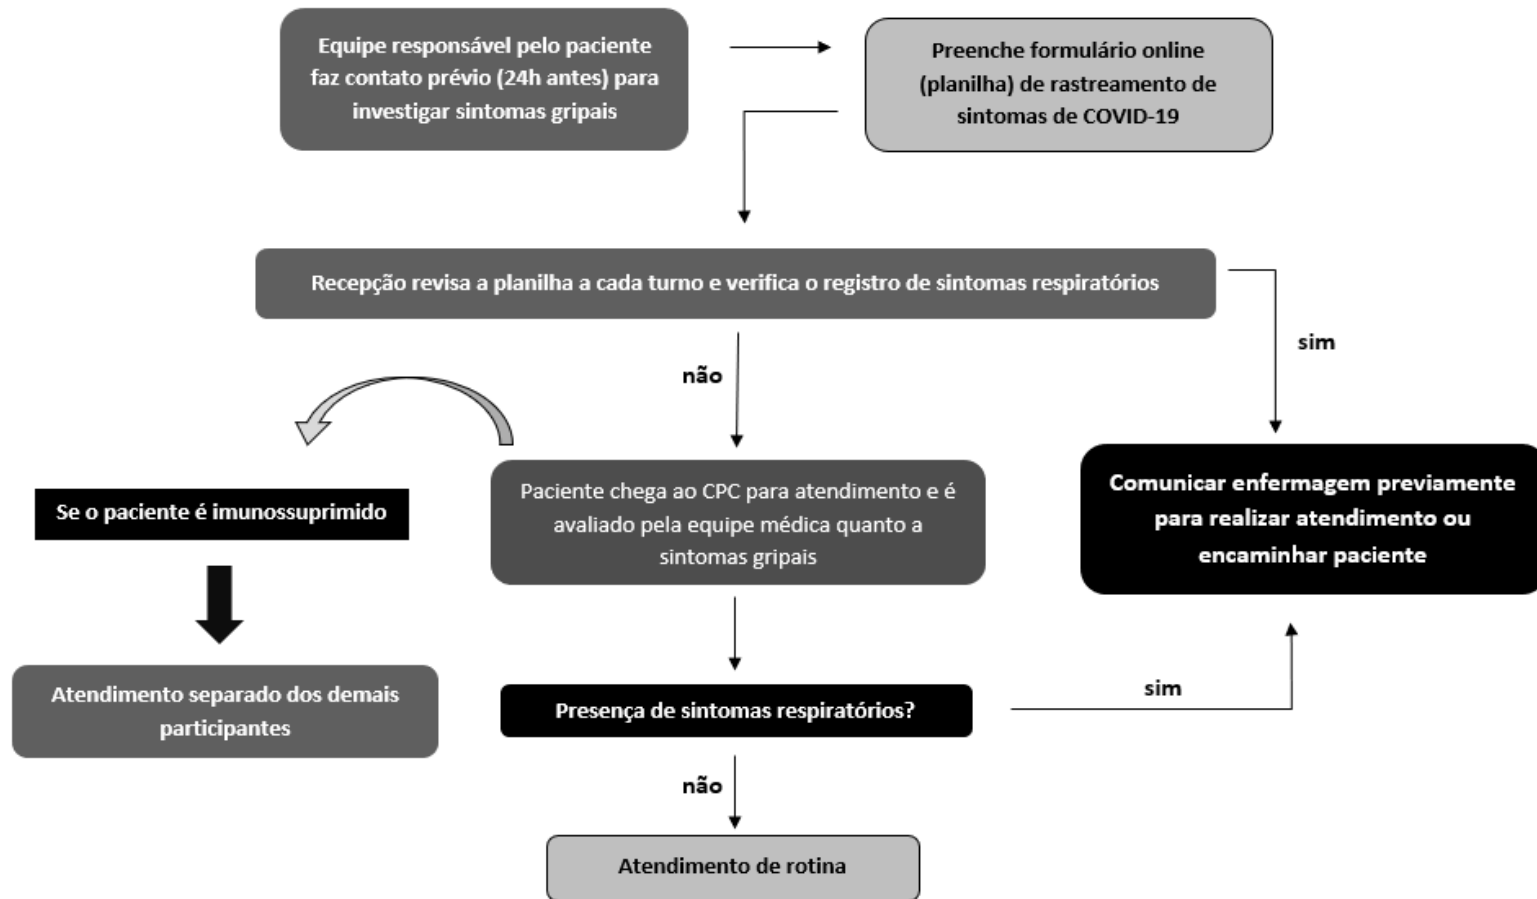 Equipe responsável pelo paciente
faz contato prévio (24h antes) para
investigar sintomas gripais
Preenche formulário online
(planilha) de rastreamento de
sintomas de COVID-19
Recepção revisa a planilha a cada turno e verifica o registro de sintomas respiratórios
sim
não
Se o paciente é imunossuprimido
Paciente chega ao CPC para atendimento e é
avaliado pela equipe médica quanto a
sintomas gripais
Comunicar enfermagem previamente
para realizar atendimento ou
encaminhar paciente
Atendimento separado dos demais
participantes
Presença de sintomas respiratórios?
sim
não
Atendimento de rotina